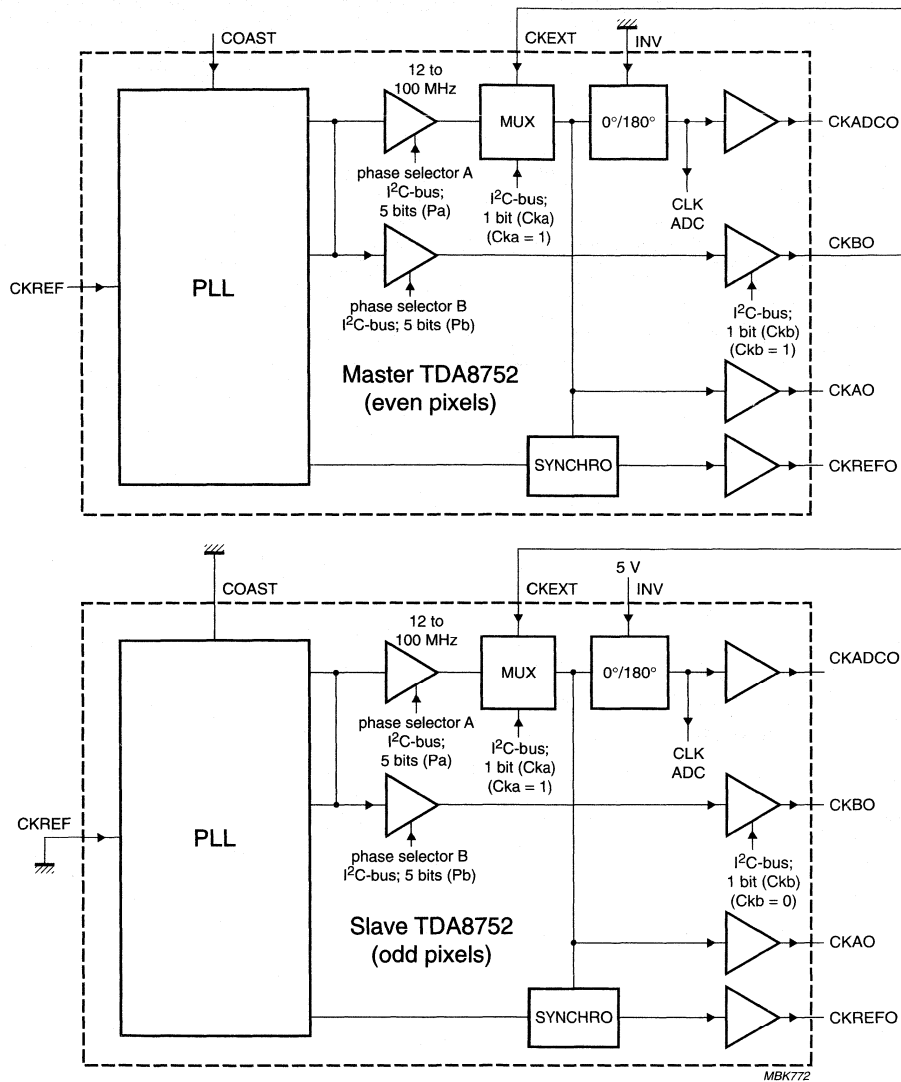 COAST
CKEXT
INV
12 to
100 MHz
MUX
0°/180°
CKADCO
phase selector A
I²C-bus;
5 bits (Pa)
I²C-bus;
1 bit (Cka)
(Cka = 1)
CLK
ADC
CKBO
CKREF
PLL
phase selector B
I²C-bus; 5 bits (Pb)
I²C-bus;
1 bit (Ckb)
(Ckb = 1)
Master TDA8752
(even pixels)
CKAO
SYNCHRO
CKREFO
COAST
CKEXT
5 V
INV
12 to
100 MHz
MUX
0°/180°
CKADCO
phase selector A
I²C-bus;
5 bits (Pa)
I²C-bus;
1 bit (Cka)
(Cka = 1)
CLK
ADC
CKBO
CKREF
PLL
phase selector B
I²C-bus; 5 bits (Pb)
I²C-bus;
1 bit (Ckb)
(Ckb = 0)
Slave TDA8752
(odd pixels)
CKAO
SYNCHRO
CKREFO
MBK772